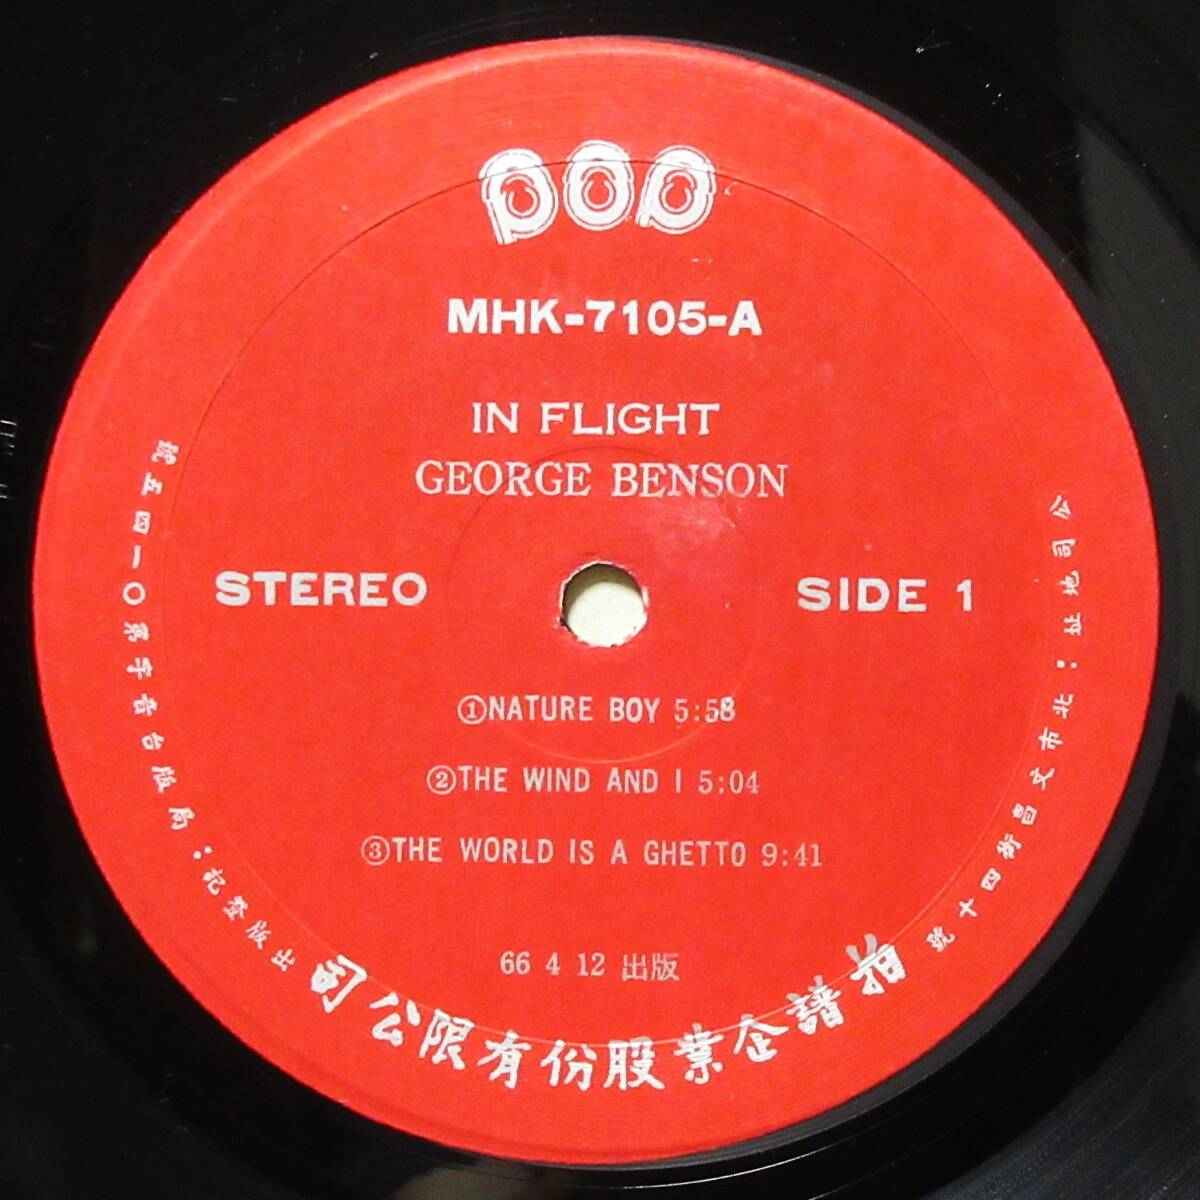 pop
MHK-7105-A
IN FLIGHT
GEORGE BENSON
STEREO
SIDE 1
①NATURE BOY 5:58
②THE WIND AND I 5:04
③THE WORLD IS A GHETTO 9:41
66 4 12 出版
拍譜企業股份有限公司
公司地址：北市文昌街四十號
出版登記：局版台音字第〇一四五號